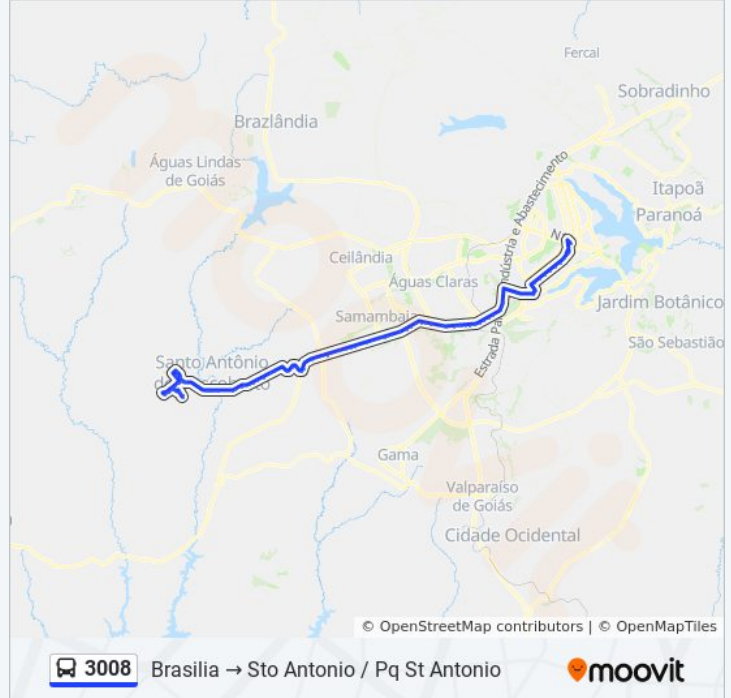 Fercal
Sobradinho
Brazlândia
Águas Lindas
de Goiás
Itapoã
Paranoá
N
Indústria e Abastecimento
Ceilândia
Águas Claras
Jardim Botânico
Samambaia
São Sebastião
Estrada
Santo Antônio
Gama
Valparaíso
de Goiás
Cidade Ocidental
© OpenStreetMap contributors | © OpenMapTiles
3008 Brasilia → Sto Antonio / Pq St Antonio moovit